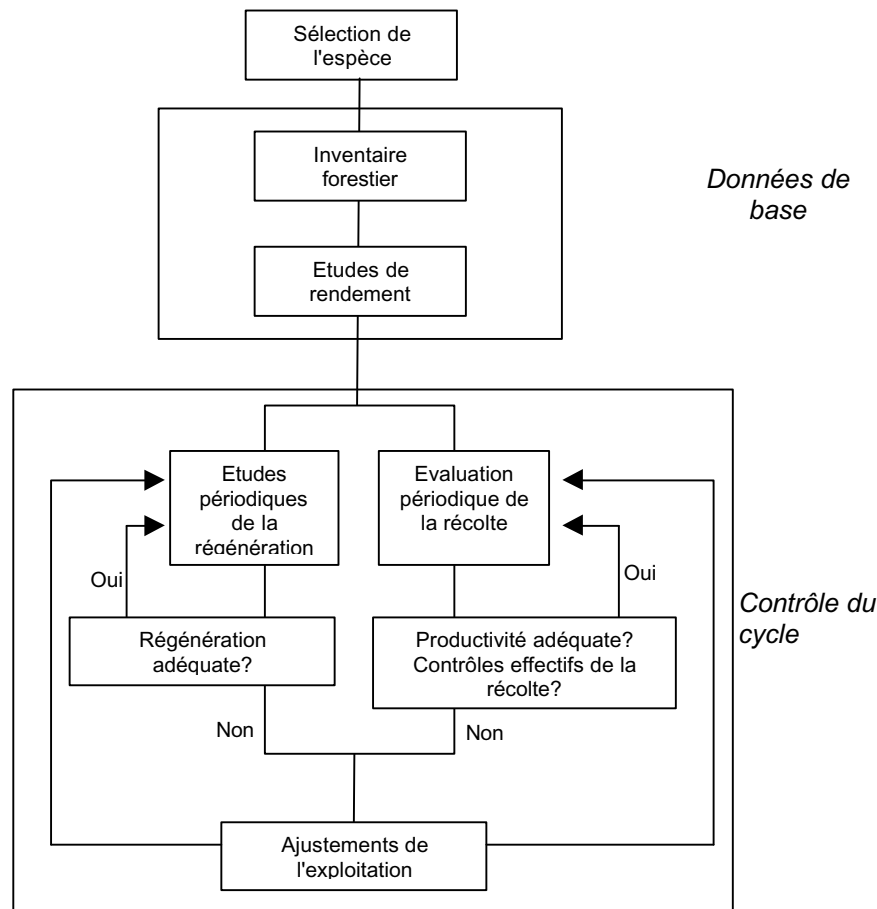 Sélection de
l'espèce
Inventaire
forestier
Données de
base
Etudes de
rendement
Etudes
périodiques
de la
régénération
Evaluation
périodique de
la récolte
Oui
Oui
Contrôle du
cycle
Régénération
adéquate?
Productivité adéquate?
Contrôles effectifs de la
récolte?
Non
Non
Ajustements de
l'exploitation